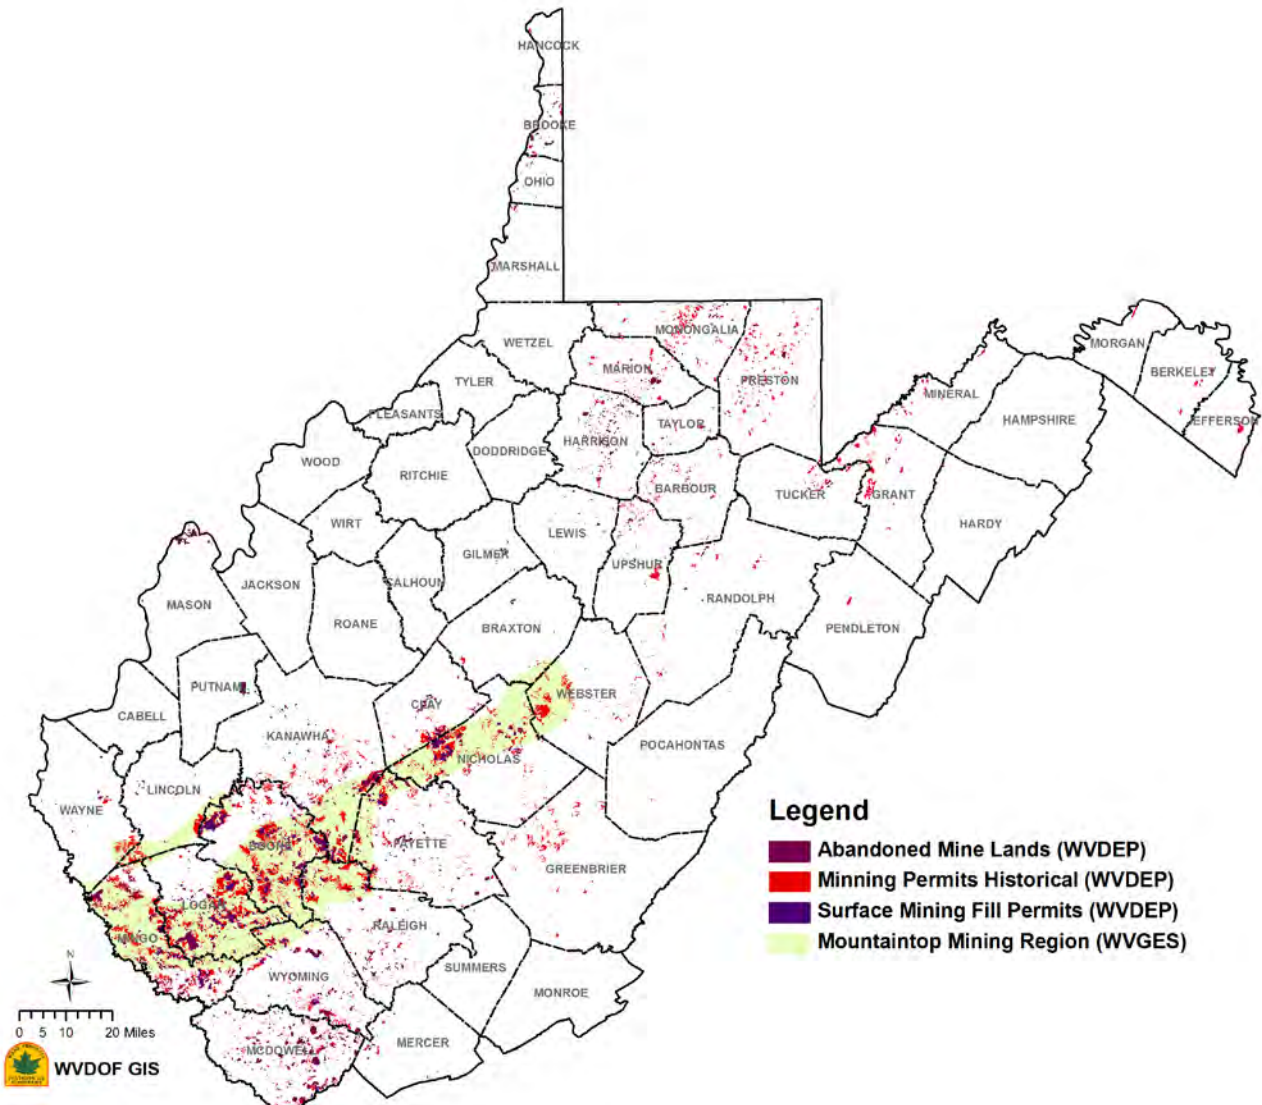 HANCOCK
BROOKE
OHIO
MARSHALL
WETZEL
MONONGALIA
MARION
PRESTON
MORGAN
BERKELEY
JEFFERSON
TYLER
PLEASANTS
MINERAL
HAMPSHIRE
WOOD
RITCHIE
DODDRIDGE
HARRISON
TAYLOR
BARBOUR
TUCKER
GRANT
HARDY
WIRT
GILMER
LEWIS
UPSHUR
JACKSON
CALHOUN
RANDOLPH
MASON
ROANE
BRAXTON
PENDLETON
PUTNAM
CLAY
WEBSTER
CABELL
KANAWHA
NICHOLAS
POCAHONTAS
LINCOLN
WAYNE
BOONE
FAYETTE
GREENBRIER
LOGAN
MINGO
RALEIGH
WYOMING
SUMMERS
MONROE
MCDOWELL
MERCER
Legend
Abandoned Mine Lands (WVDEP)
Minning Permits Historical (WVDEP)
Surface Mining Fill Permits (WVDEP)
Mountaintop Mining Region (WVGES)
N
0 5 10 20 Miles
WVDOF GIS